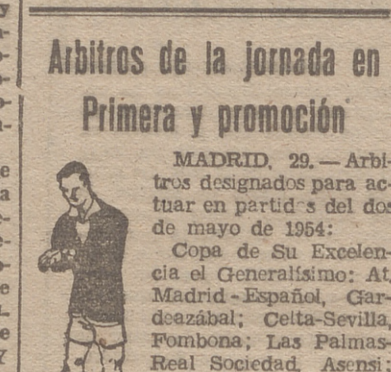 Arbitros de la jornada en
Primera y promoción
MADRID, 29. — Arbi-
tros designados para ac-
tuar en partid s del dos
de mayo de 1954:
Copa de Su Excelen-
cia el Generalísimo: At.
Madrid - Español, Gar-
deazábal; Celta-Sevilla,
Fombona; Las Palmas-
Real Sociedad, Asensi;